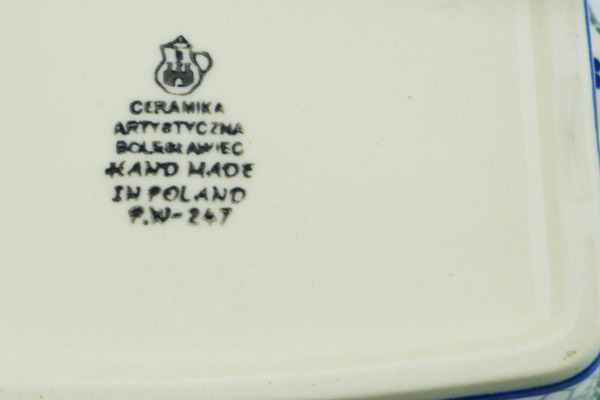 CERAMIKA
ARTYSTYCZNA
BOLESŁAWIEC
HAND MADE
IN POLAND
P.W-247